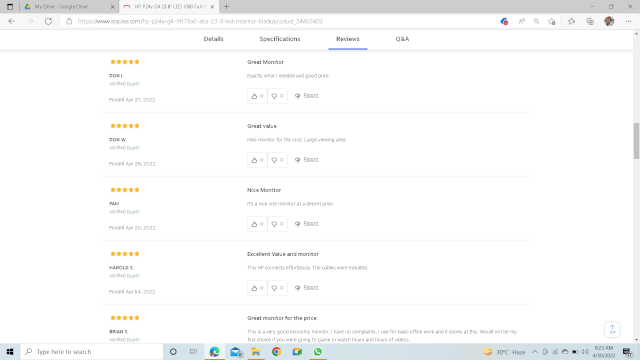 My Drive - Google Drive
HP P24v G4 23.8" LED 1080 Full H
https://www.staples.com/hp-p24v-g4-9tt78a6-aba-23-8-led-monitor-black/product_24463402
Details Specifications Reviews Q&A
Great Monitor
DON I Exactly what I needed and good price.
Verified Buyer
Posted Apr 27, 2022 0 0 Report
Great value
DON W. Nice monitor for the cost. Large viewing area.
Verified Buyer
Posted Apr 26, 2022 0 0 Report
Nice Monitor
It's a nice size monitor at a decent price.
Verified Buyer
Posted Apr 20, 2022 0 0 Report
Excellent Value and monitor
HAROLD S. This HP connects effortlessly. The cables were included.
Verified Buyer
Posted Apr 2022 0 0 Report
Great monitor for the price
BRIAN S. This is a very good economy monitor. I have no complaints. I use for basic office work and it excels at this. Would not be my
Verified Buyer first choice if you were going to game or watch hours and hours of videos.
Type here to search
30°C Haze
8:25 AM
4/30/2022